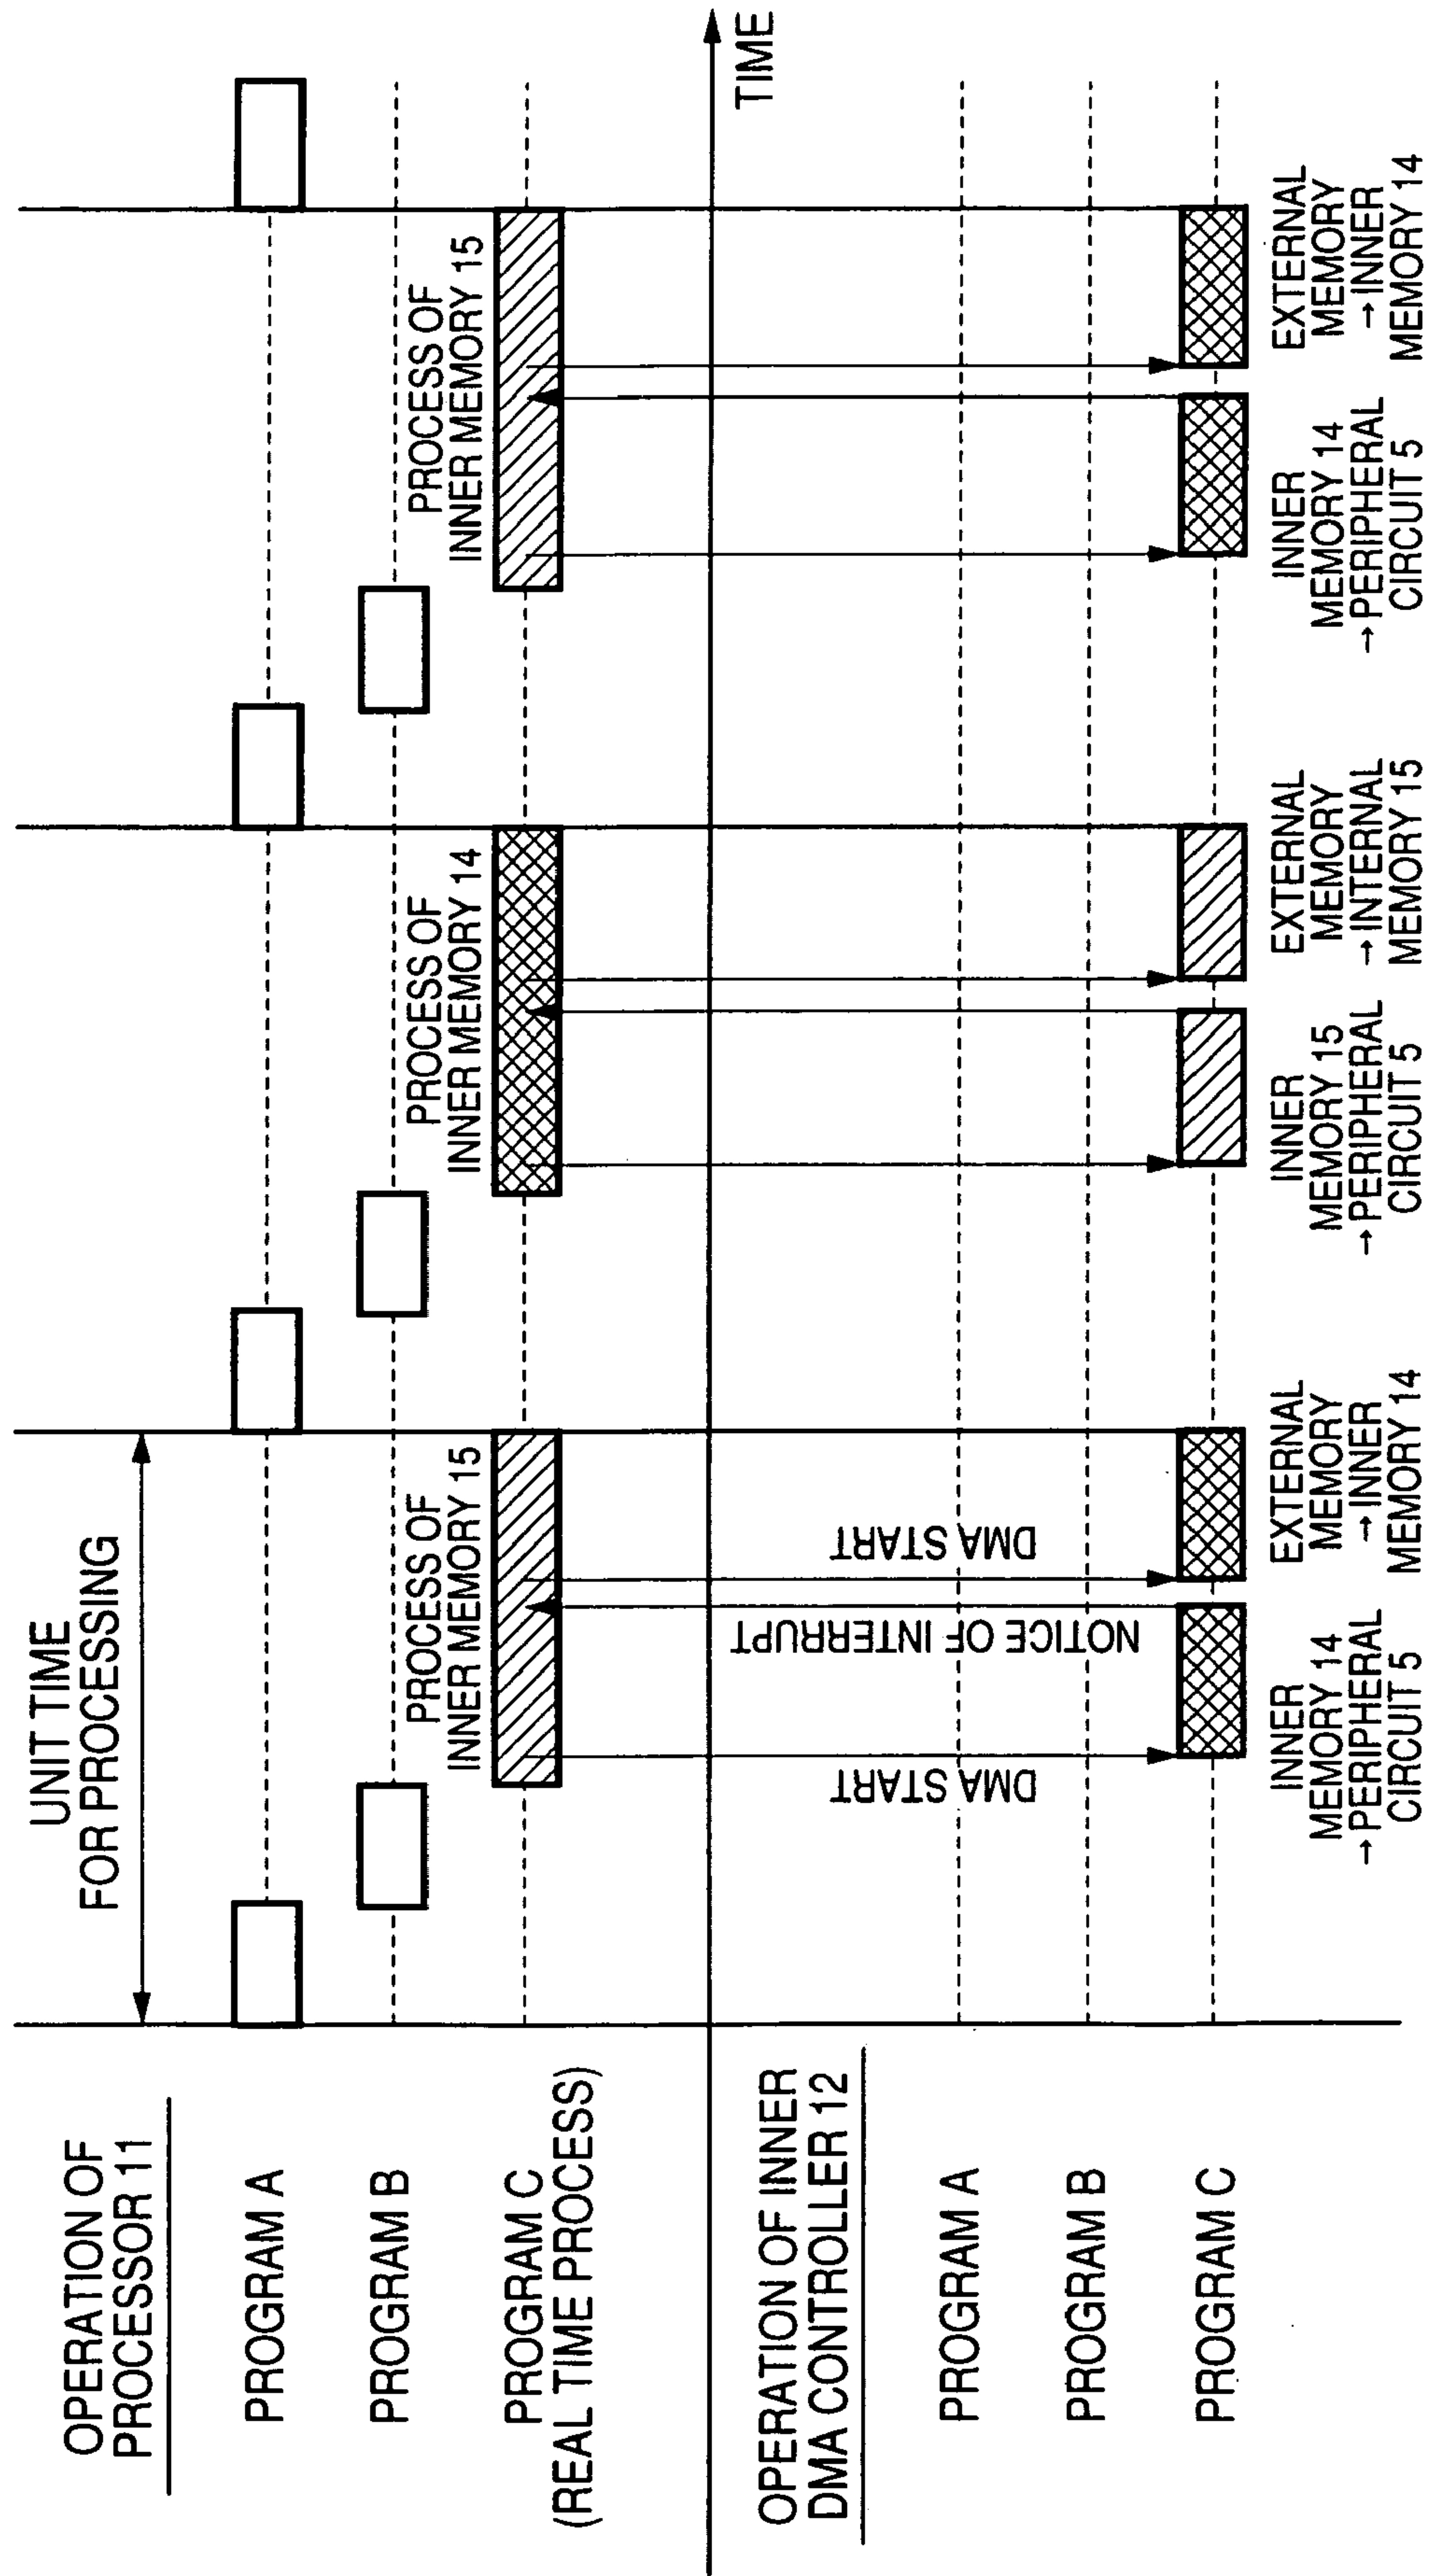 OPERATION OF
PROCESSOR 11
PROGRAM A
PROGRAM B
PROGRAM C
(REAL TIME PROCESS)
UNIT TIME
FOR PROCESSING
PROCESS OF
INNER MEMORY 15
PROCESS OF
INNER MEMORY 14
PROCESS OF
INNER MEMORY 15
TIME
OPERATION OF INNER
DMA CONTROLLER 12
PROGRAM A
PROGRAM B
PROGRAM C
DMA START
NOTICE OF INTERRUPT
DMA START
INNER
MEMORY 14
→PERIPHERAL
CIRCUIT 5
EXTERNAL
MEMORY
→INNER
MEMORY 14
INNER
MEMORY 15
→PERIPHERAL
CIRCUIT 5
EXTERNAL
MEMORY
→INTERNAL
MEMORY 15
INNER
MEMORY 14
→PERIPHERAL
CIRCUIT 5
EXTERNAL
MEMORY
→INNER
MEMORY 14